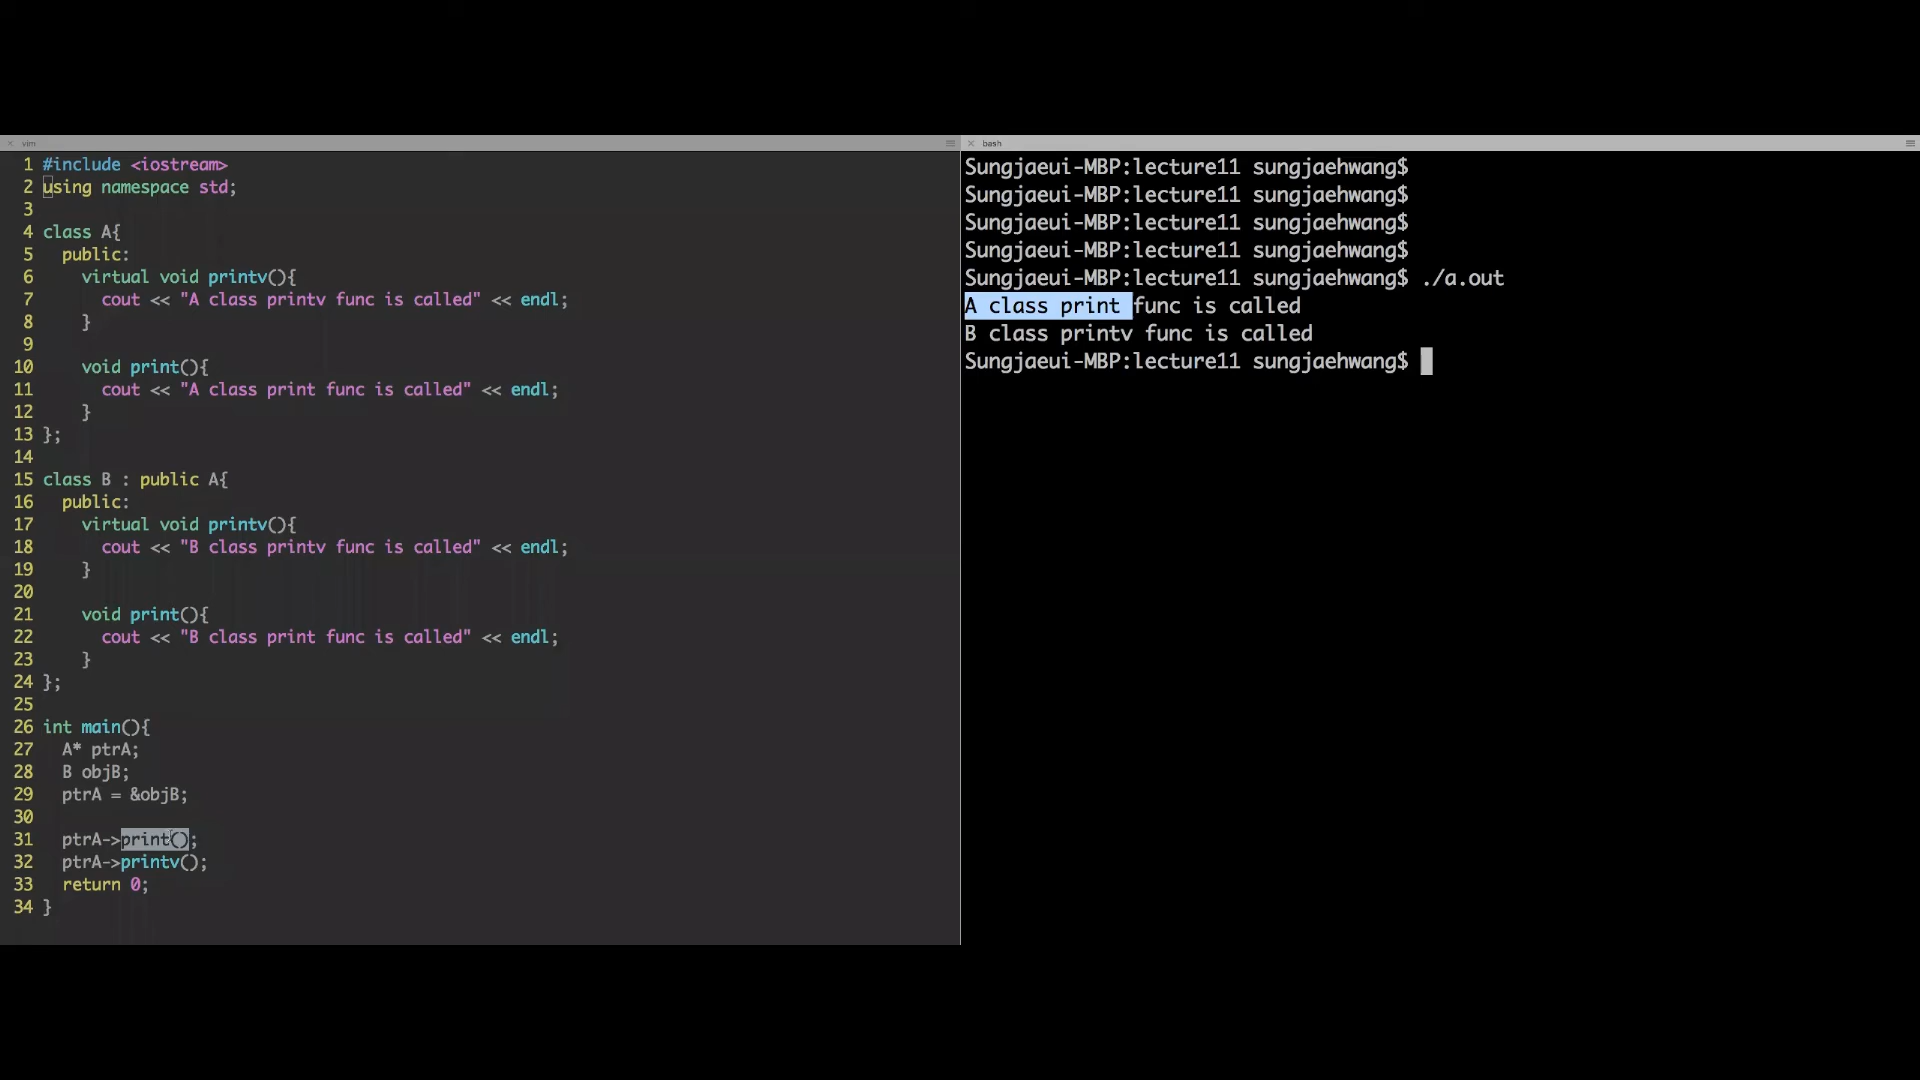 vim
1 #include <iostream>
2 using namespace std;
3
4 class A{
5   public:
6     virtual void printv(){
7       cout << "A class printv func is called" << endl;
8     }
9
10     void print(){
11       cout << "A class print func is called" << endl;
12     }
13 };
14
15 class B : public A{
16   public:
17     virtual void printv(){
18       cout << "B class printv func is called" << endl;
19     }
20
21     void print(){
22       cout << "B class print func is called" << endl;
23     }
24 };
25
26 int main(){
27   A* ptrA;
28   B objB;
29   ptrA = &objB;
30
31   ptrA->print();
32   ptrA->printv();
33   return 0;
34 }
bash
Sungjaeui-MBP:lecture11 sungjaehwang$
Sungjaeui-MBP:lecture11 sungjaehwang$
Sungjaeui-MBP:lecture11 sungjaehwang$
Sungjaeui-MBP:lecture11 sungjaehwang$
Sungjaeui-MBP:lecture11 sungjaehwang$ ./a.out
A class print func is called
B class printv func is called
Sungjaeui-MBP:lecture11 sungjaehwang$